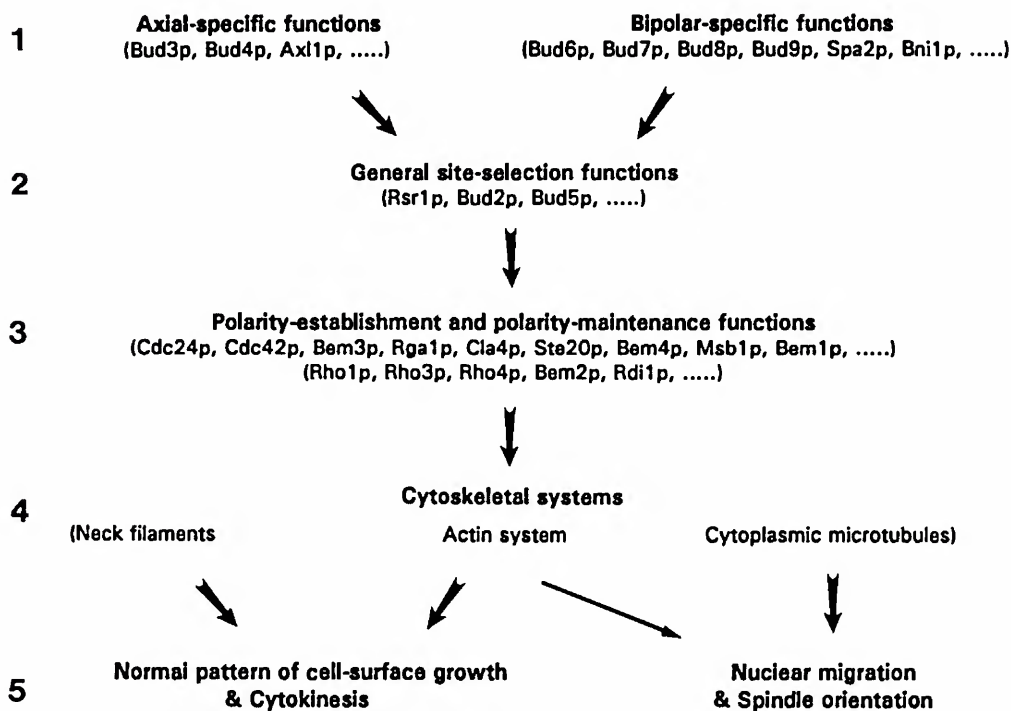 1
Axial-specific functions
(Bud3p, Bud4p, Axl1p, .....)
Bipolar-specific functions
(Bud6p, Bud7p, Bud8p, Bud9p, Spa2p, Bni1p, .....)
2
General site-selection functions
(Rsr1p, Bud2p, Bud5p, .....)
3
Polarity-establishment and polarity-maintenance functions
(Cdc24p, Cdc42p, Bem3p, Rga1p, Cla4p, Ste20p, Bem4p, Msb1p, Bem1p, .....)
(Rho1p, Rho3p, Rho4p, Bem2p, Rdi1p, .....)
4
Cytoskeletal systems
(Neck filaments
Actin system
Cytoplasmic microtubules)
5
Normal pattern of cell-surface growth
& Cytokinesis
Nuclear migration
& Spindle orientation